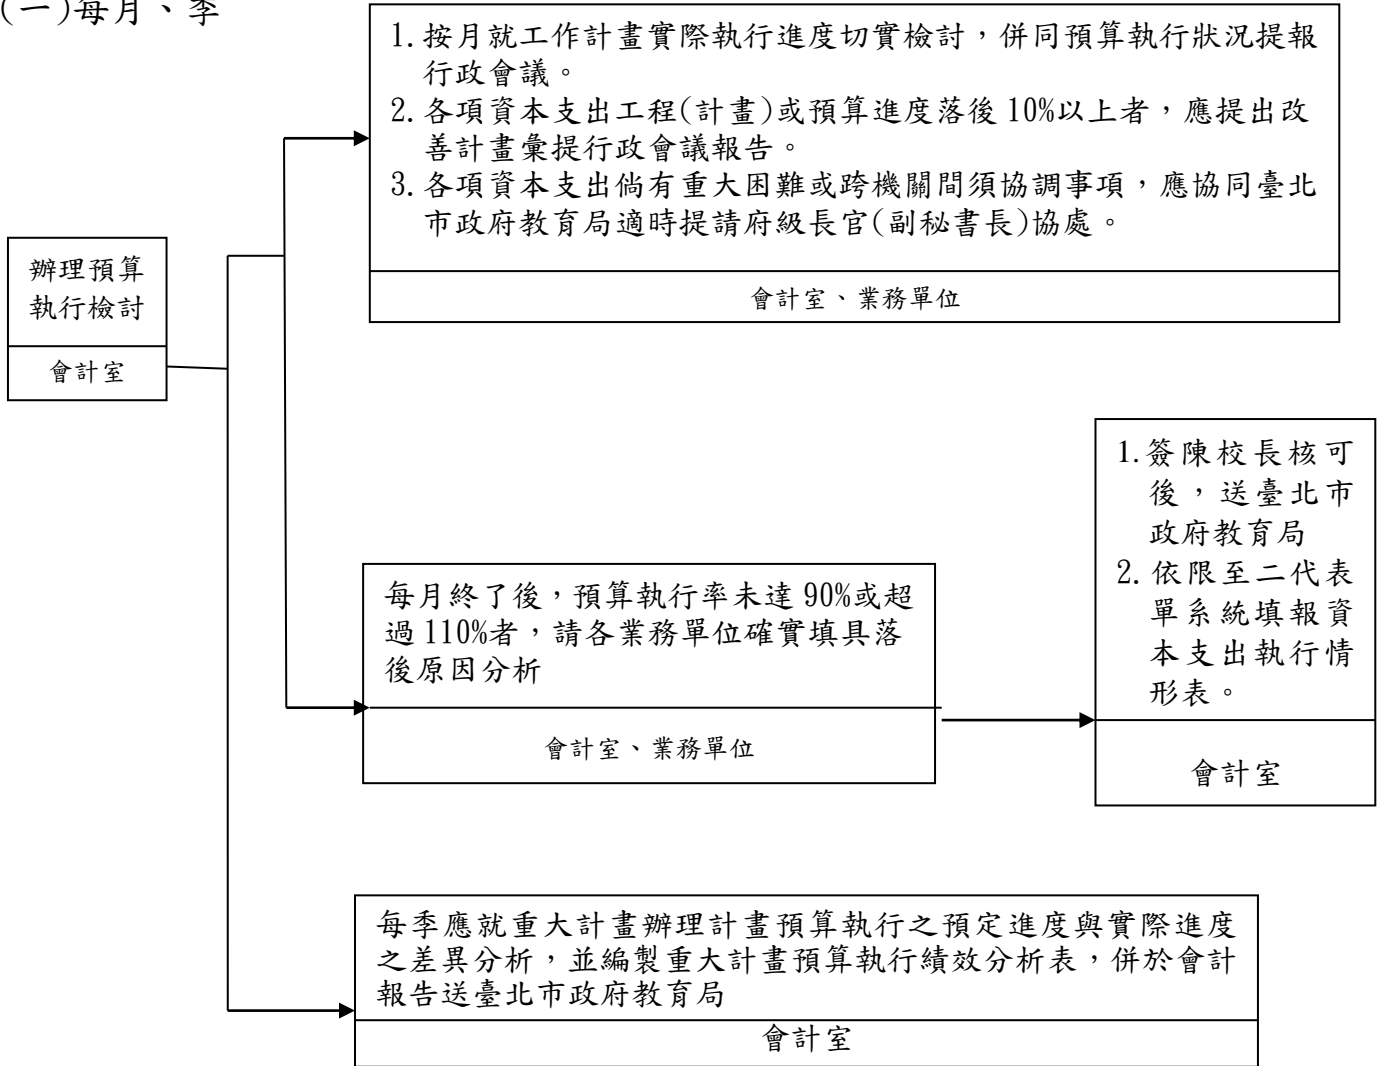 (一)每月、季
1. 按月就工作計畫實際執行進度切實檢討，併同預算執行狀況提報
行政會議。
2. 各項資本支出工程(計畫)或預算進度落後 10%以上者，應提出改
善計畫彙提行政會議報告。
3. 各項資本支出倘有重大困難或跨機關間須協調事項，應協同臺北
市政府教育局適時提請府級長官(副秘書長)協處。
會計室、業務單位
辦理預算
執行檢討
會計室
每月終了後，預算執行率未達 90%或超
過 110%者，請各業務單位確實填具落
後原因分析
會計室、業務單位
1. 簽陳校長核可
後，送臺北市
政府教育局
2. 依限至二代表
單系統填報資
本支出執行情
形表。
會計室
每季應就重大計畫辦理計畫預算執行之預定進度與實際進度
之差異分析，並編製重大計畫預算執行績效分析表，併於會計
報告送臺北市政府教育局
會計室